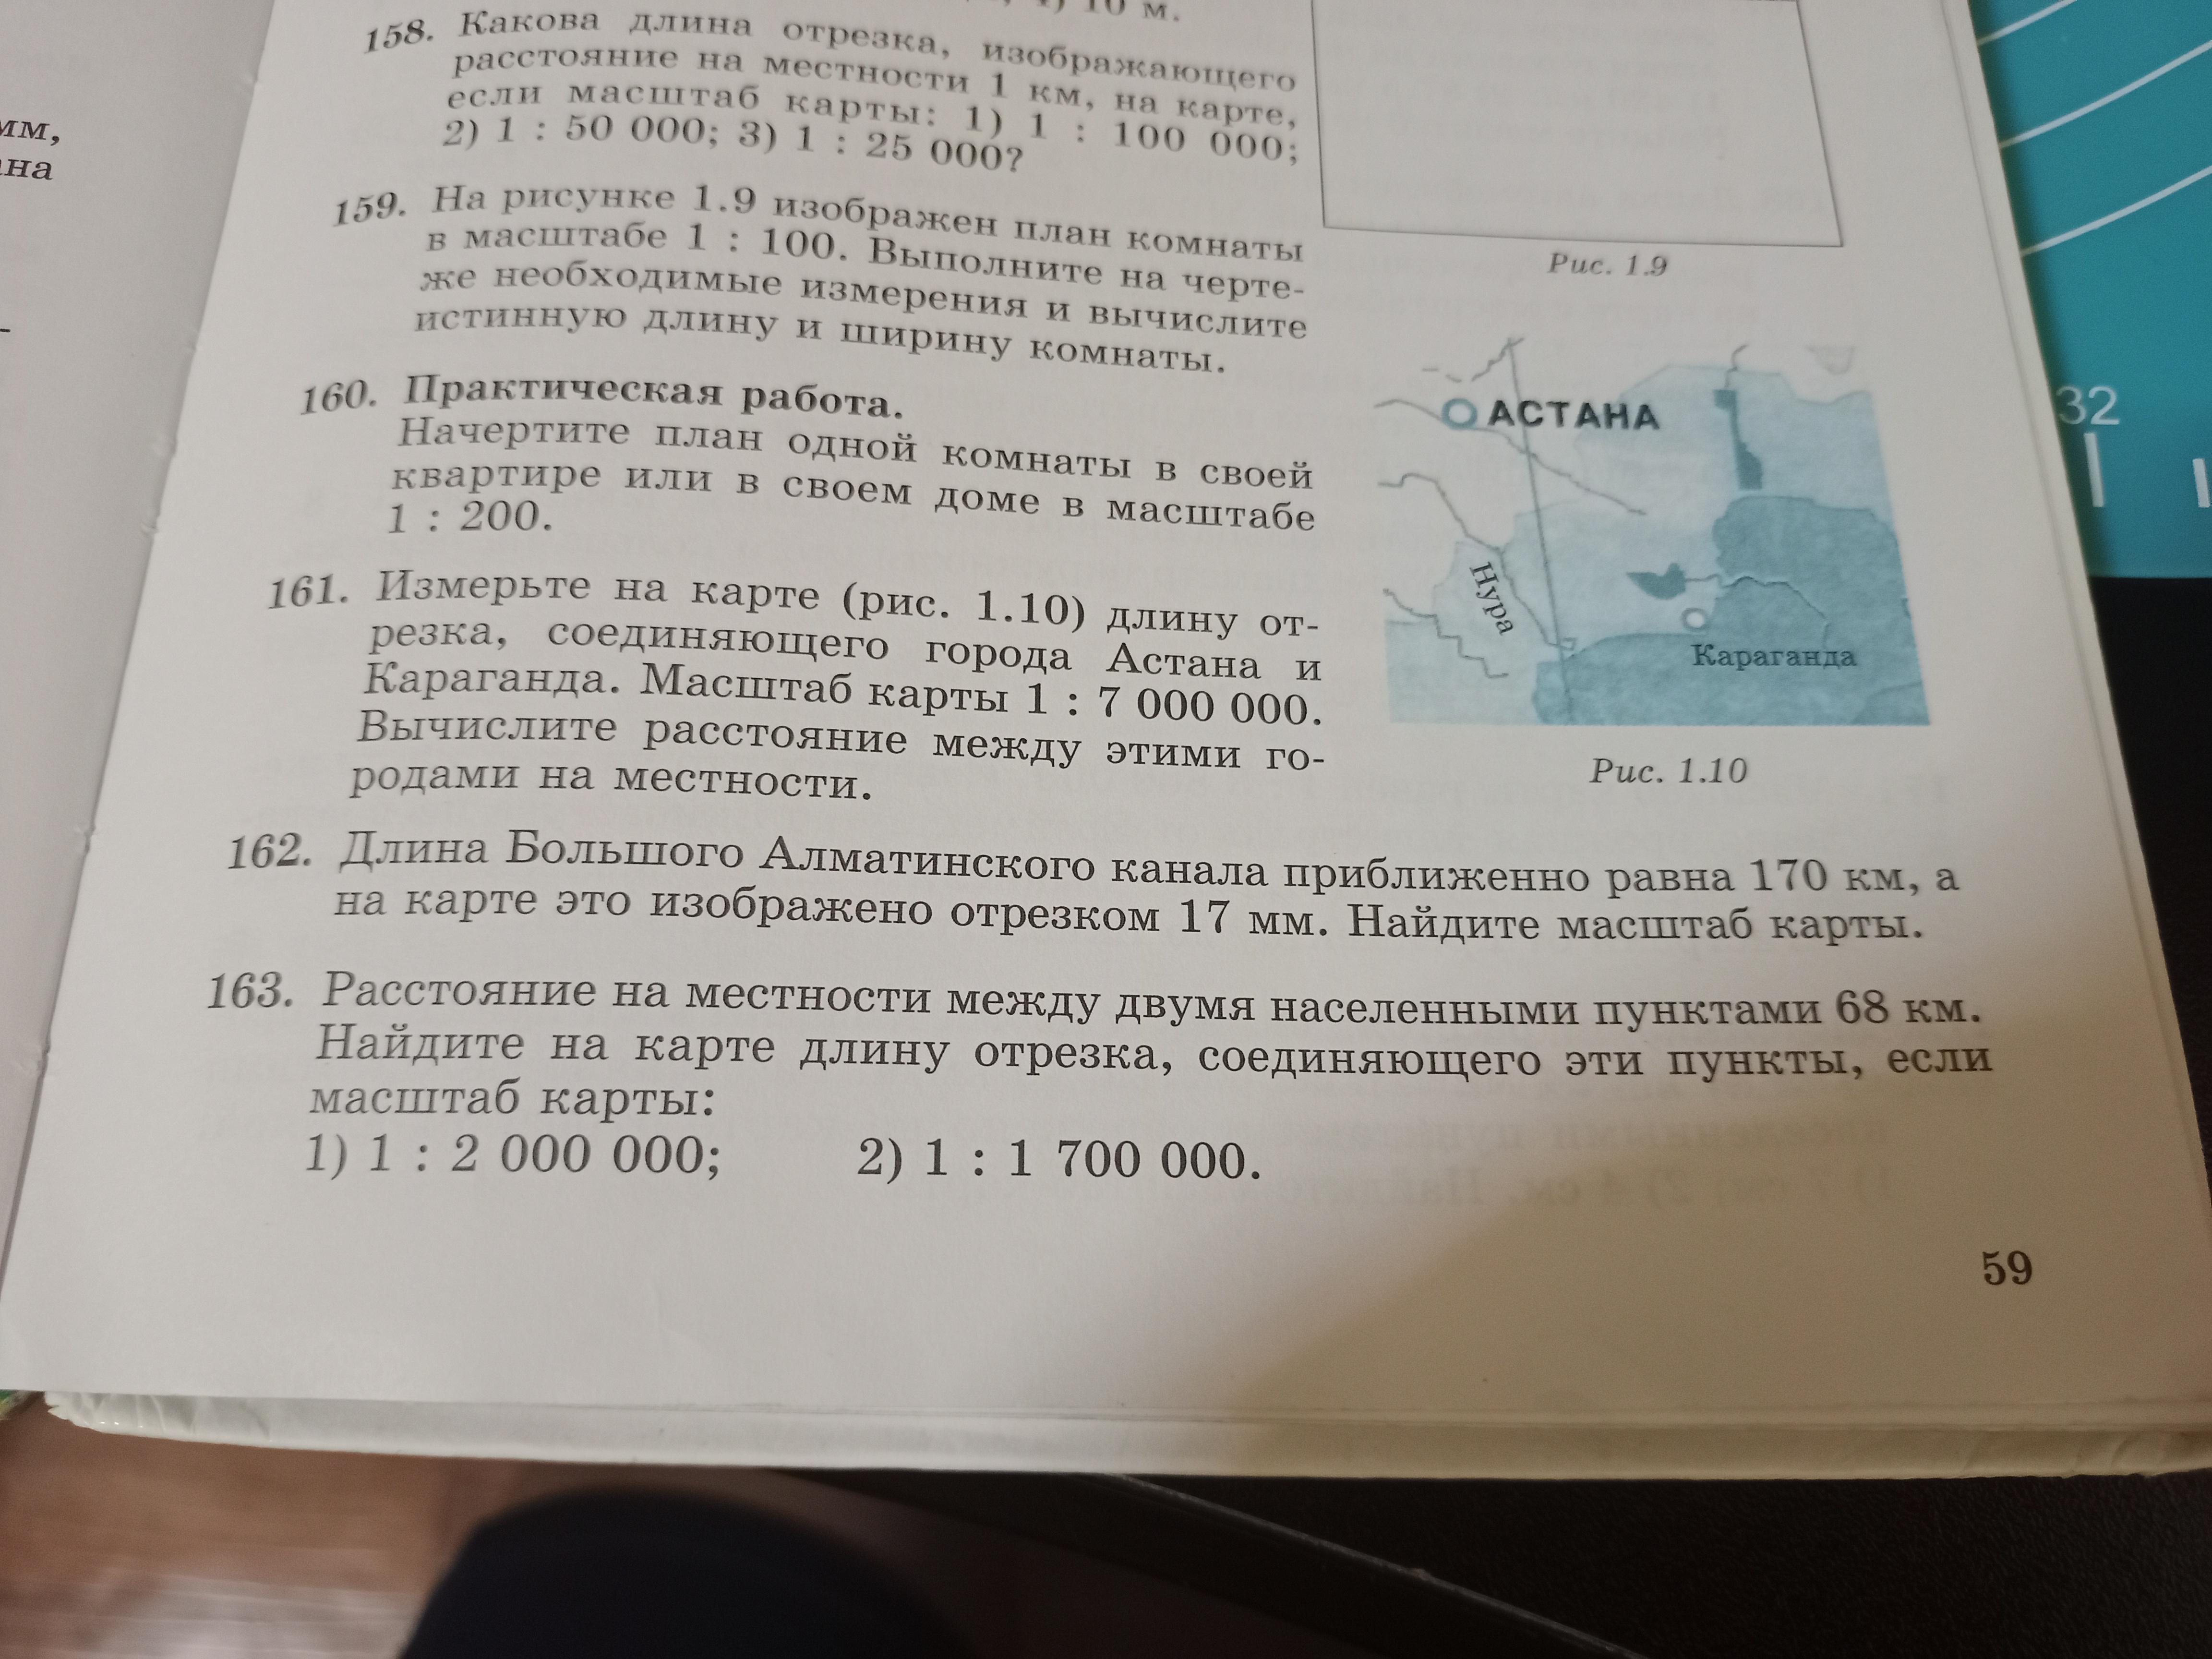 10 м.
158. Какова длина отрезка, изображающего
расстояние на местности 1 км, на карте,
если масштаб карты: 1) 1 : 100 000;
2) 1 : 50 000; 3) 1 : 25 000?
159. На рисунке 1.9 изображен план комнаты
в масштабе 1 : 100. Выполните на черте-
же необходимые измерения и вычислите
истинную длину и ширину комнаты.
Рис. 1.9
160. Практическая работа.
Начертите план одной комнаты в своей
квартире или в своем доме в масштабе
1 : 200.
161. Измерьте на карте (рис. 1.10) длину от-
резка, соединяющего города Астана и
Караганда. Масштаб карты 1 : 7 000 000.
Вычислите расстояние между этими го-
родами на местности.
АСТАНА
Нура
Караганда
Рис. 1.10
162. Длина Большого Алматинского канала приближенно равна 170 км, а
на карте это изображено отрезком 17 мм. Найдите масштаб карты.
163. Расстояние на местности между двумя населенными пунктами 68 км.
Найдите на карте длину отрезка, соединяющего эти пункты, если
масштаб карты:
1) 1 : 2 000 000; 2) 1 : 1 700 000.
59
мм,
32